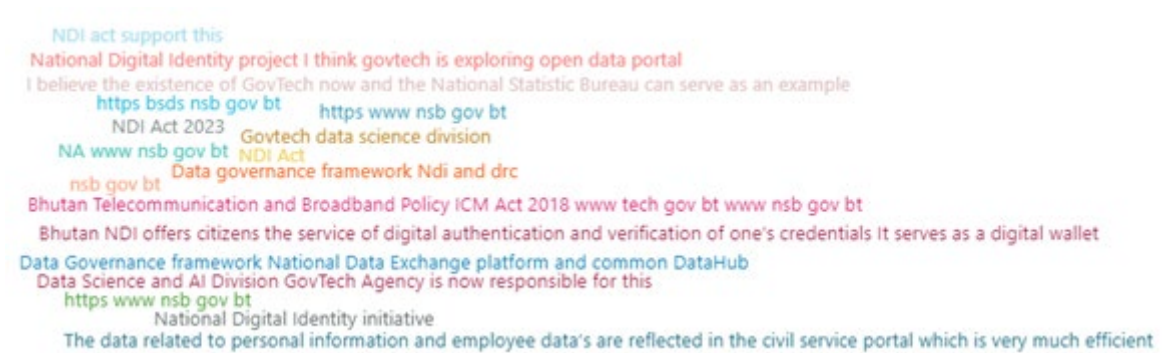 NDI act support this
National Digital Identity project I think govtech is exploring open data portal
I believe the existence of GovTech now and the National Statistic Bureau can serve as an example
https bsds nsb gov bt
https www nsb gov bt
NDI Act 2023
Govtech data science division
NA www nsb gov bt
NDI Act
Data governance framework Ndi and drc
nsb gov bt
Bhutan Telecommunication and Broadband Policy ICM Act 2018 www tech gov bt www nsb gov bt
Bhutan NDI offers citizens the service of digital authentication and verification of one's credentials It serves as a digital wallet
Data Governance framework National Data Exchange platform and common DataHub
Data Science and AI Division GovTech Agency is now responsible for this
https www nsb gov bt
National Digital Identity initiative
The data related to personal information and employee data's are reflected in the civil service portal which is very much efficient